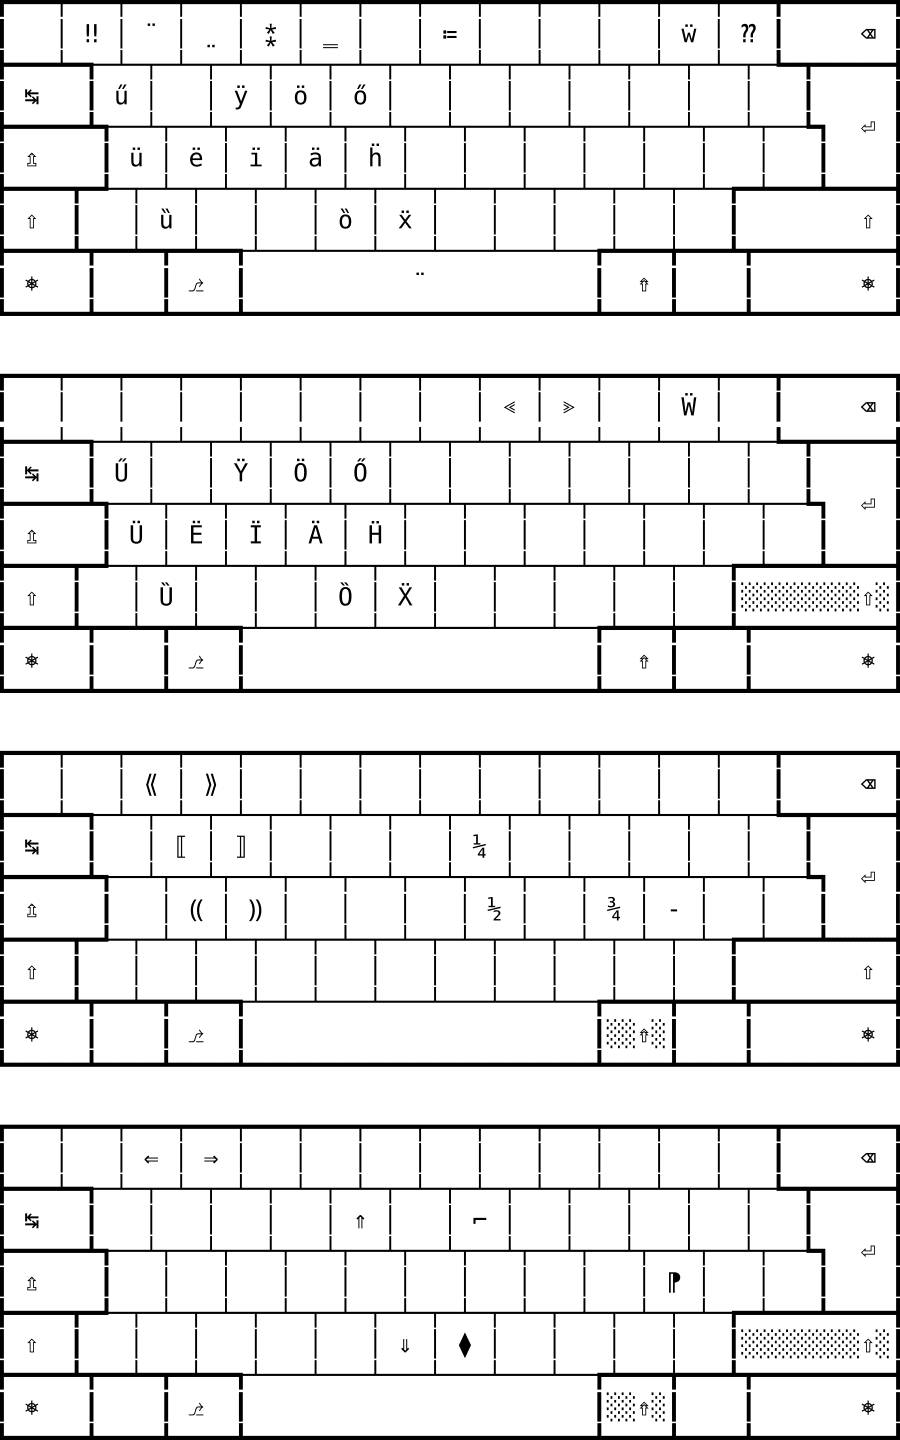 ‼ ¨ ⎵̤ ⁑ ‗ ≔ ẅ ⁇ ⌫
↹ ű ÿ ö ő
⏎
⇫ ü ë ï ä ḧ
⇧ ȕ ȍ ẍ ⇧
⎈ ⎇ ¨ ⇮ ⎈
⋖ ⋗ Ẅ ⌫
↹ Ű Ÿ Ö Ő
⏎
⇫ Ü Ë Ï Ä Ḧ
⇧ Ȕ Ȍ Ẍ ⇧
⎈ ⎇ ⇮ ⎈
⟪ ⟫ ⌫
↹ ⟦ ⟧ ¼
⏎
⇫ ⸨ ⸩ ½ ¾ -
⇧ ⇧
⎈ ⎇ ⇮ ⎈
⇐ ⇒ ⌫
↹ ⇑ ⌐
⏎
⇫ ⁋
⇧ ⇓ ♦ ⇧
⎈ ⎇ ⇮ ⎈